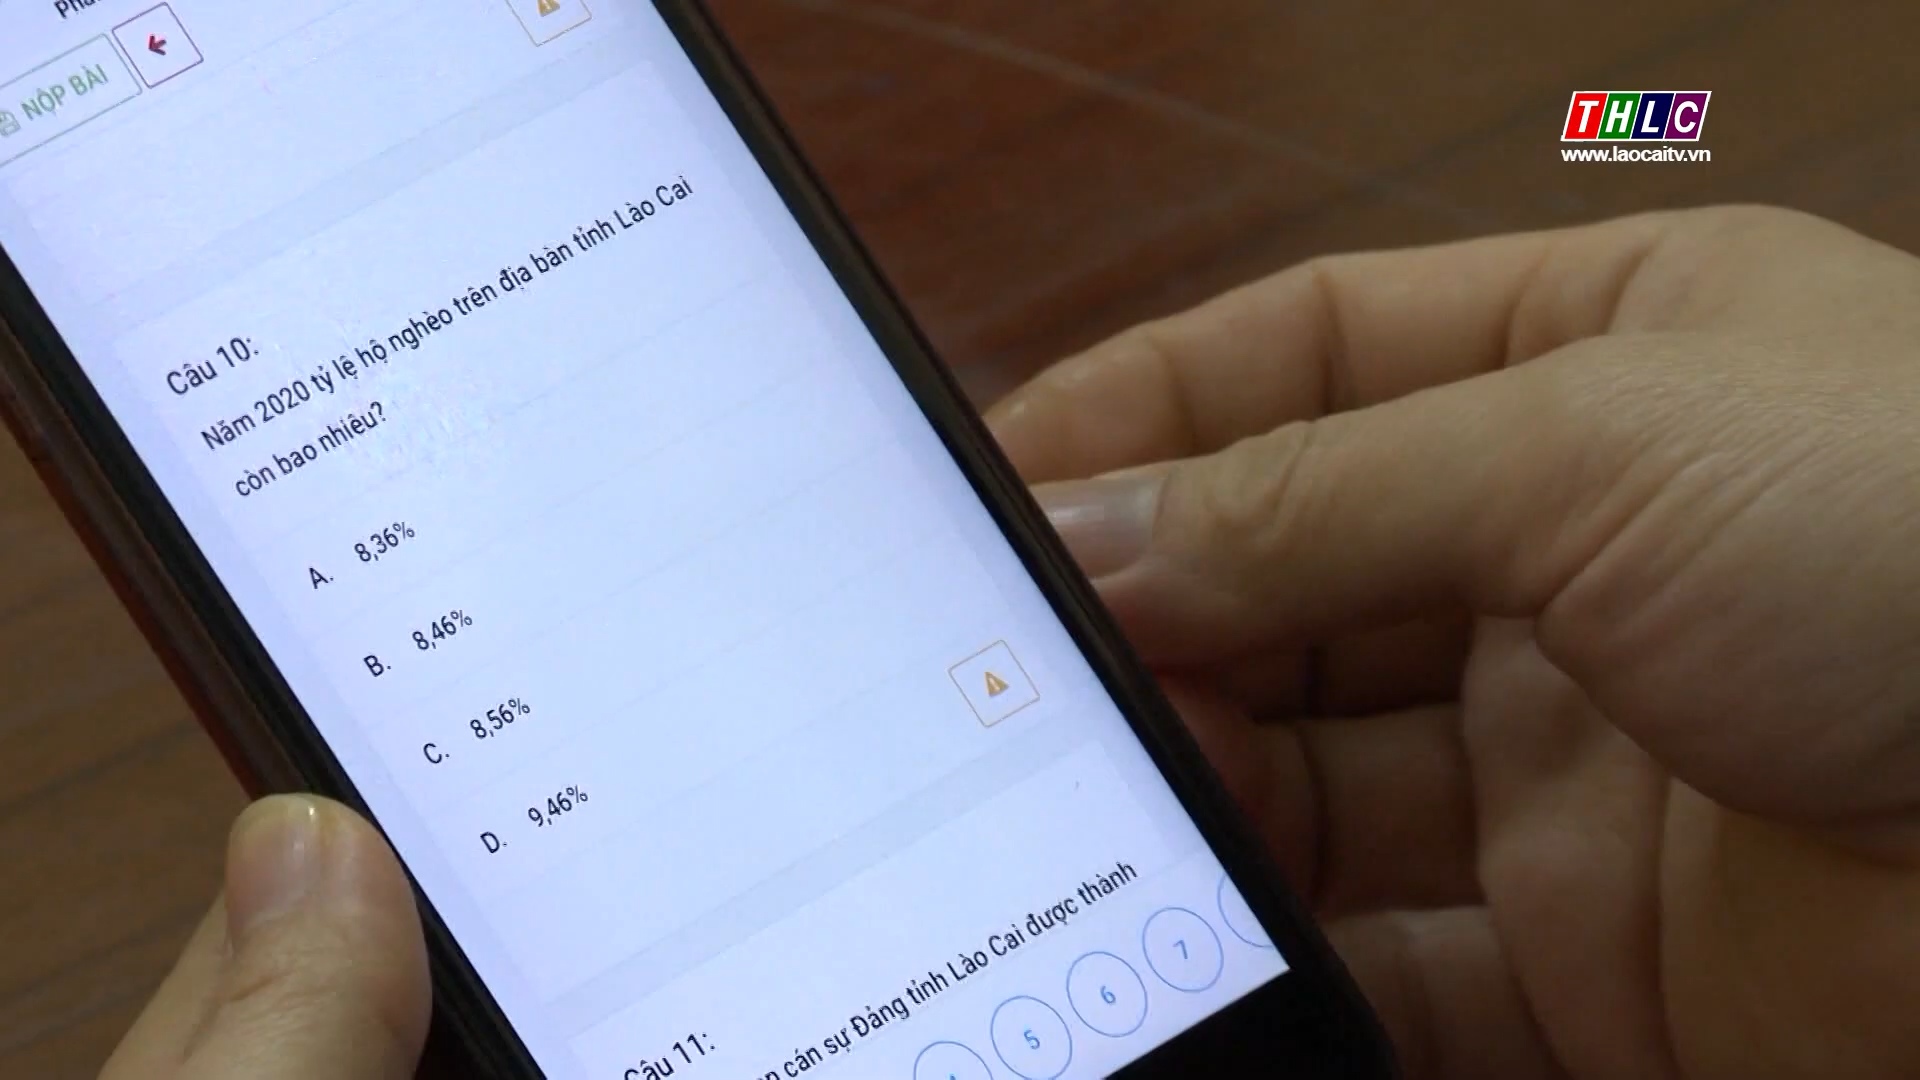 NỘP BÀI
THLC
www.laocaitv.vn
Câu 10:
Năm 2020 tỷ lệ hộ nghèo trên địa bàn tỉnh Lào Cai
còn bao nhiêu?
A. 8,36%
B. 8,46%
C. 8,56%
D. 9,46%
Câu 11:
cán sự Đảng tỉnh Lào Cai được thành
5
6
7